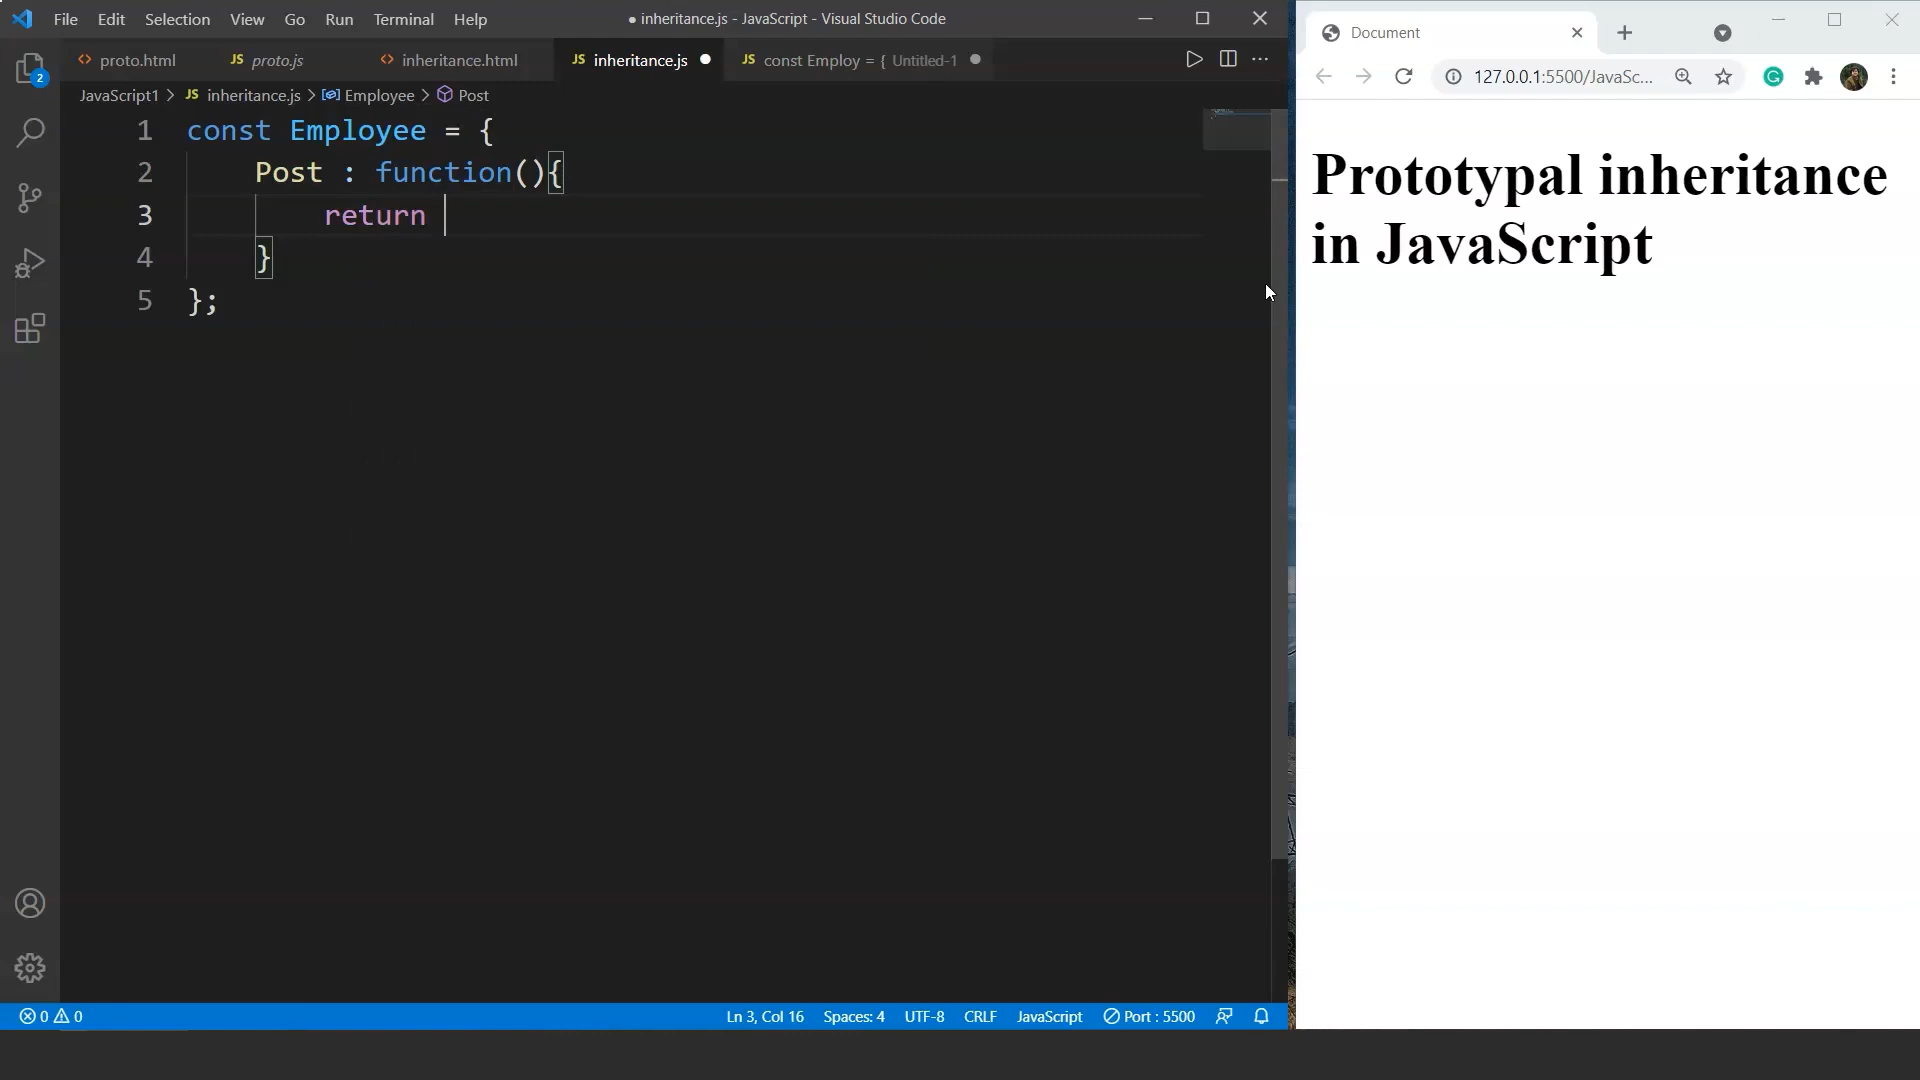 File Edit Selection View Go Run Terminal Help
● inheritance.js - JavaScript - Visual Studio Code
proto.html
JS proto.js
inheritance.html
JS inheritance.js
JS const Employ = { Untitled-1
2
JavaScript1 > JS inheritance.js > Employee > Post
1 const Employee = {
2 Post : function(){
3 return
4 }
5 };
0 0
Ln 3, Col 16 Spaces: 4 UTF-8 CRLF JavaScript Port : 5500
Document
127.0.0.1:5500/JavaSc...
Prototypal inheritance
in JavaScript